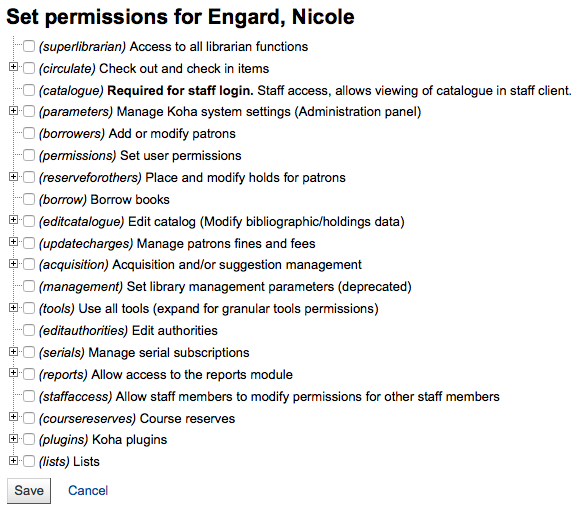 Set permissions for Engard, Nicole
(superlibrarian) Access to all librarian functions
(circulate) Check out and check in items
(catalogue) Required for staff login. Staff access, allows viewing of catalogue in staff client.
(parameters) Manage Koha system settings (Administration panel)
(borrowers) Add or modify patrons
(permissions) Set user permissions
(reserveforothers) Place and modify holds for patrons
(borrow) Borrow books
(editcatalogue) Edit catalog (Modify bibliographic/holdings data)
(updatecharges) Manage patrons fines and fees
(acquisition) Acquisition and/or suggestion management
(management) Set library management parameters (deprecated)
(tools) Use all tools (expand for granular tools permissions)
(editauthorities) Edit authorities
(serials) Manage serial subscriptions
(reports) Allow access to the reports module
(staffaccess) Allow staff members to modify permissions for other staff members
(coursereserves) Course reserves
(plugins) Koha plugins
(lists) Lists
Save Cancel